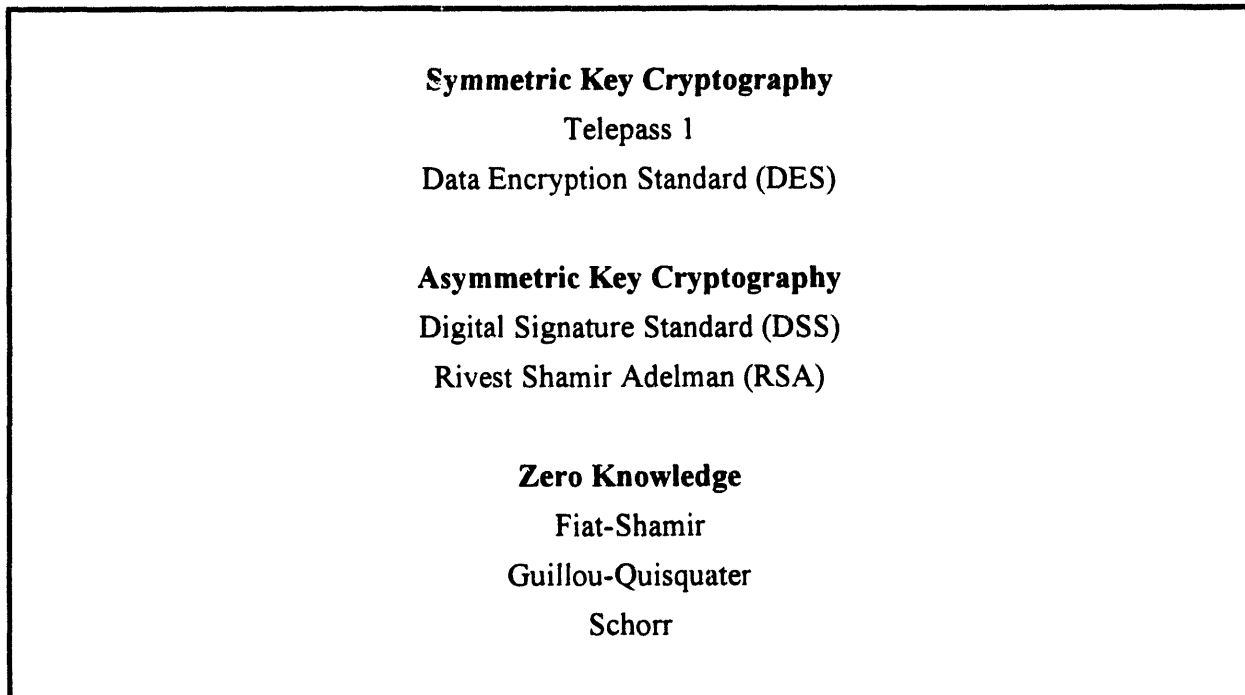 Symmetric Key Cryptography
Telepass 1
Data Encryption Standard (DES)
Asymmetric Key Cryptography
Digital Signature Standard (DSS)
Rivest Shamir Adelman (RSA)
Zero Knowledge
Fiat-Shamir
Guillou-Quisquater
Schorr